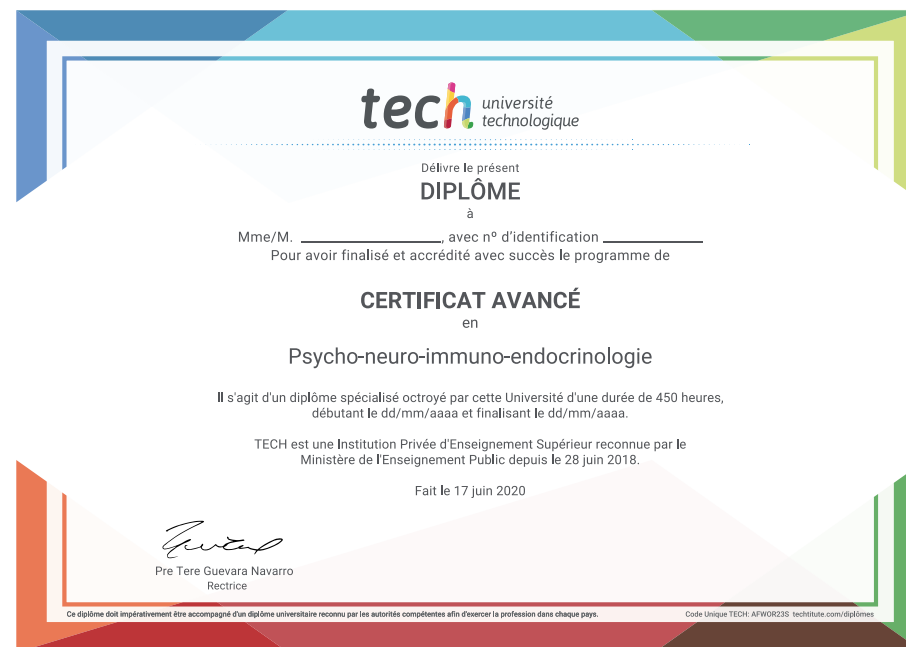 tech université
technologique
Délivre le présent
DIPLÔME
à
Mme/M. ____________, avec nº d'identification ____________
Pour avoir finalisé et accrédité avec succès le programme de
CERTIFICAT AVANCÉ
en
Psycho-neuro-immuno-endocrinologie
Il s'agit d'un diplôme spécialisé octroyé par cette Université d'une durée de 450 heures,
débutant le dd/mm/aaaa et finalisant le dd/mm/aaaa.
TECH est une Institution Privée d'Enseignement Supérieur reconnue par le
Ministère de l'Enseignement Public depuis le 28 juin 2018.
Fait le 17 juin 2020
Pre Tere Guevara Navarro
Rectrice
Ce diplôme doit impérativement être accompagné d'un diplôme universitaire reconnu par les autorités compétentes afin d'exercer la profession dans chaque pays.
Code Unique TECH: AFWOR23S techtitute.com/diplômes